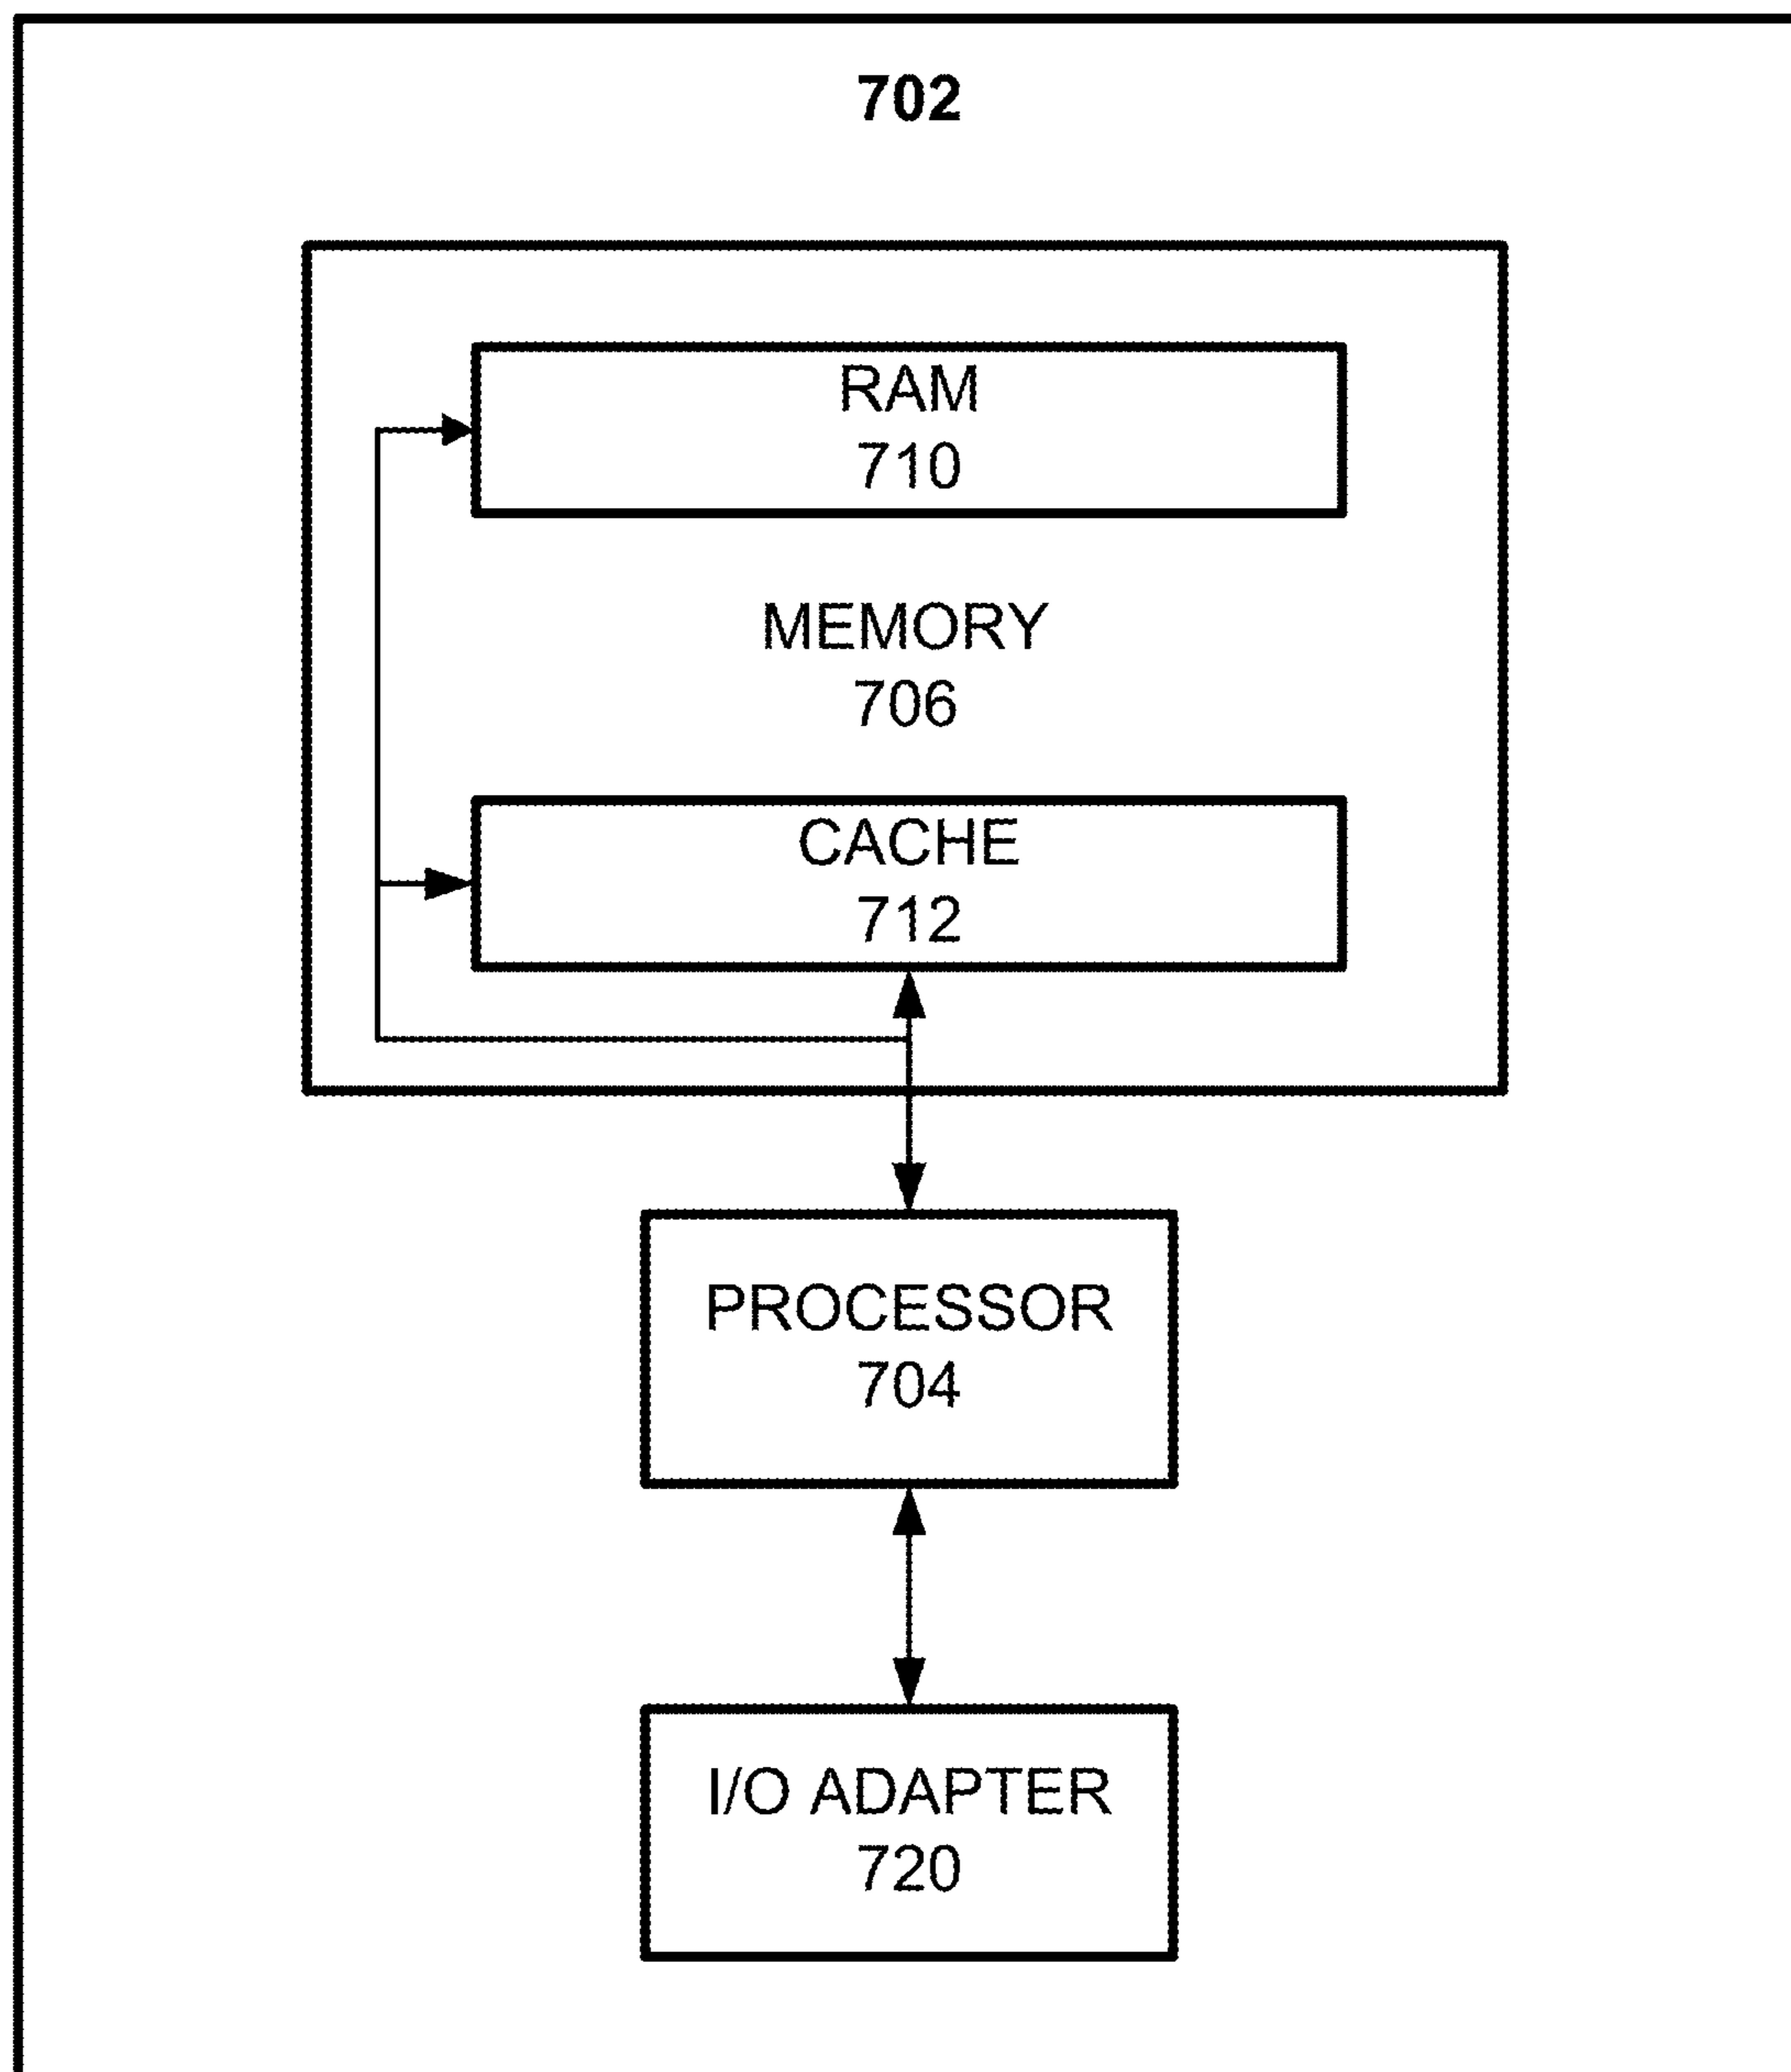 702
RAM
710
MEMORY
706
CACHE
712
PROCESSOR
704
I/O ADAPTER
720